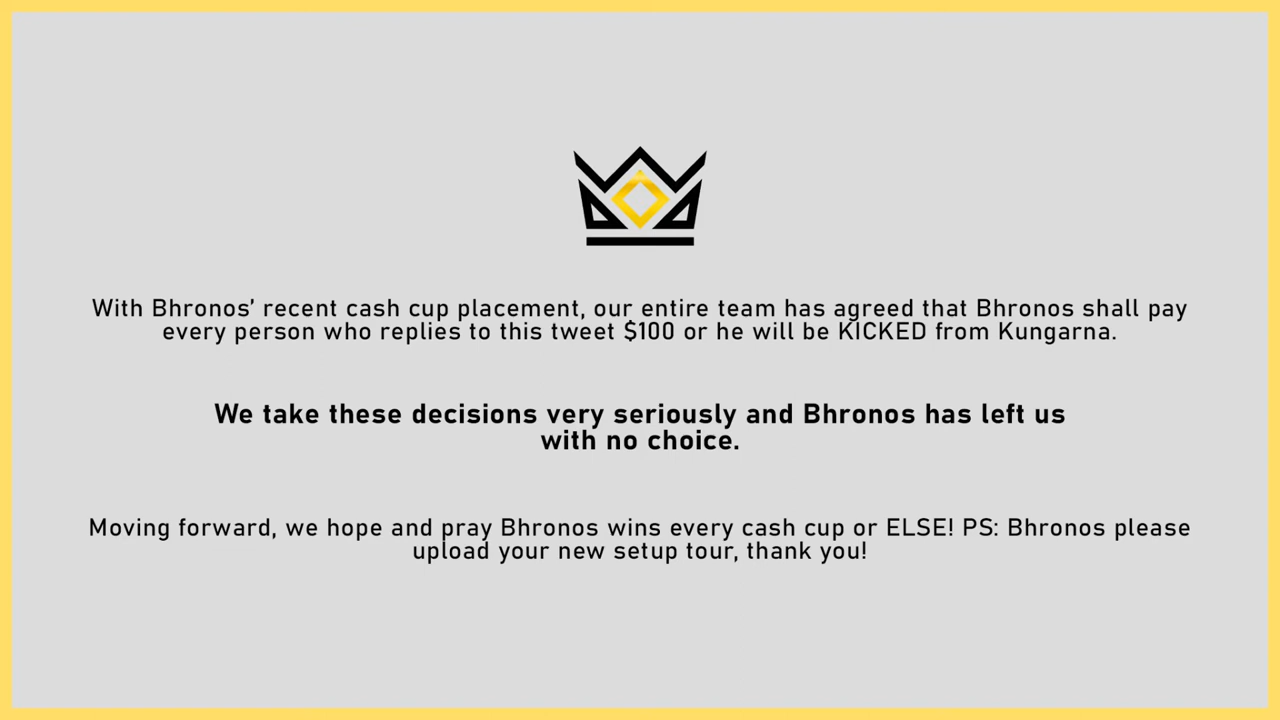 With Bhronos’ recent cash cup placement, our entire team has agreed that Bhronos shall pay
every person who replies to this tweet $100 or he will be KICKED from Kungarna.
We take these decisions very seriously and Bhronos has left us
with no choice.
Moving forward, we hope and pray Bhronos wins every cash cup or ELSE! PS: Bhronos please
upload your new setup tour, thank you!